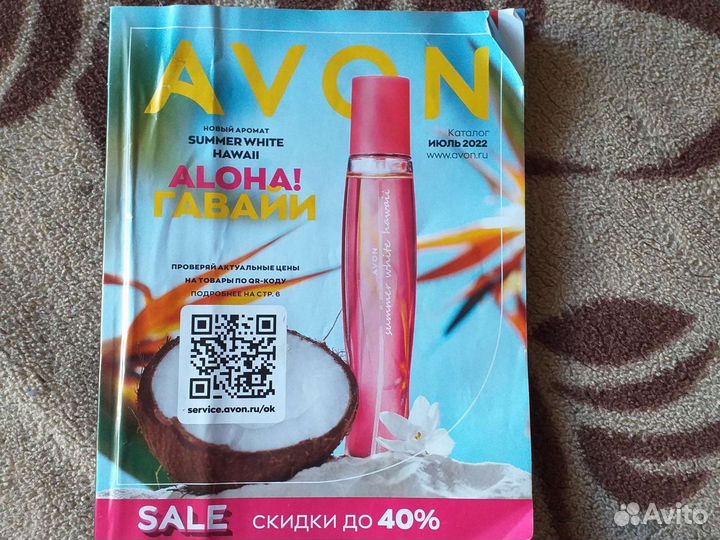 AVON
НОВЫЙ АРОМАТ
SUMMER WHITE
HAWAII
ALOHA!
ГАВАЙИ
Каталог
ИЮЛЬ 2022
www.avon.ru
AVON
summer white hawaii
ПРОВЕРЯЙ АКТУАЛЬНЫЕ ЦЕНЫ
НА ТОВАРЫ ПО QR-КОДУ
ПОДРОБНЕЕ НА СТР. 6
service.avon.ru/ok
SALE СКИДКИ ДО 40%
Avito